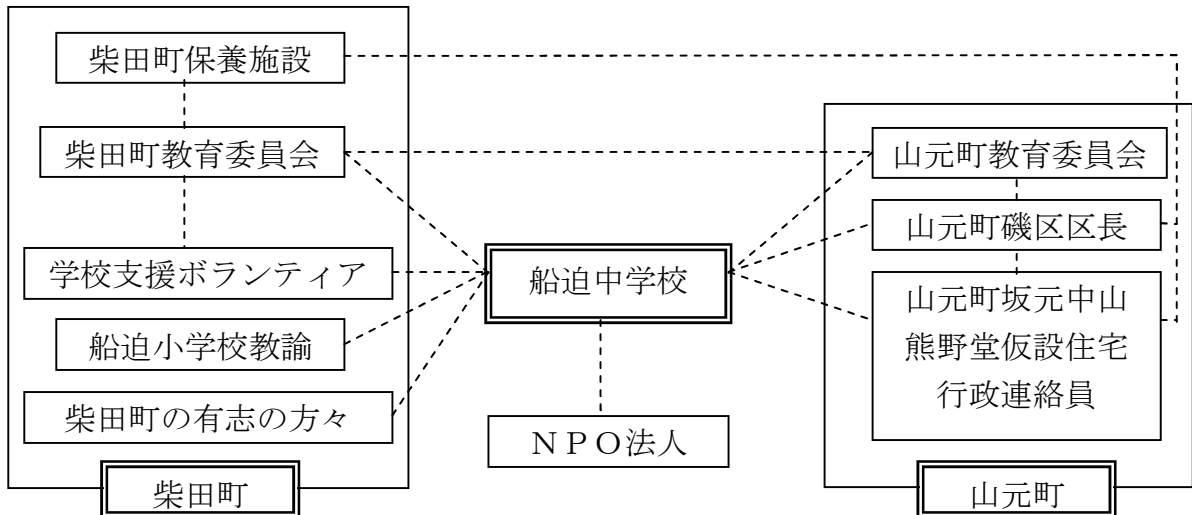 柴田町保養施設
柴田町教育委員会
学校支援ボランティア
船迫小学校教諭
柴田町の有志の方々
柴田町
船迫中学校
ＮＰＯ法人
山元町教育委員会
山元町磯区区長
山元町坂元中山
熊野堂仮設住宅
行政連絡員
山元町